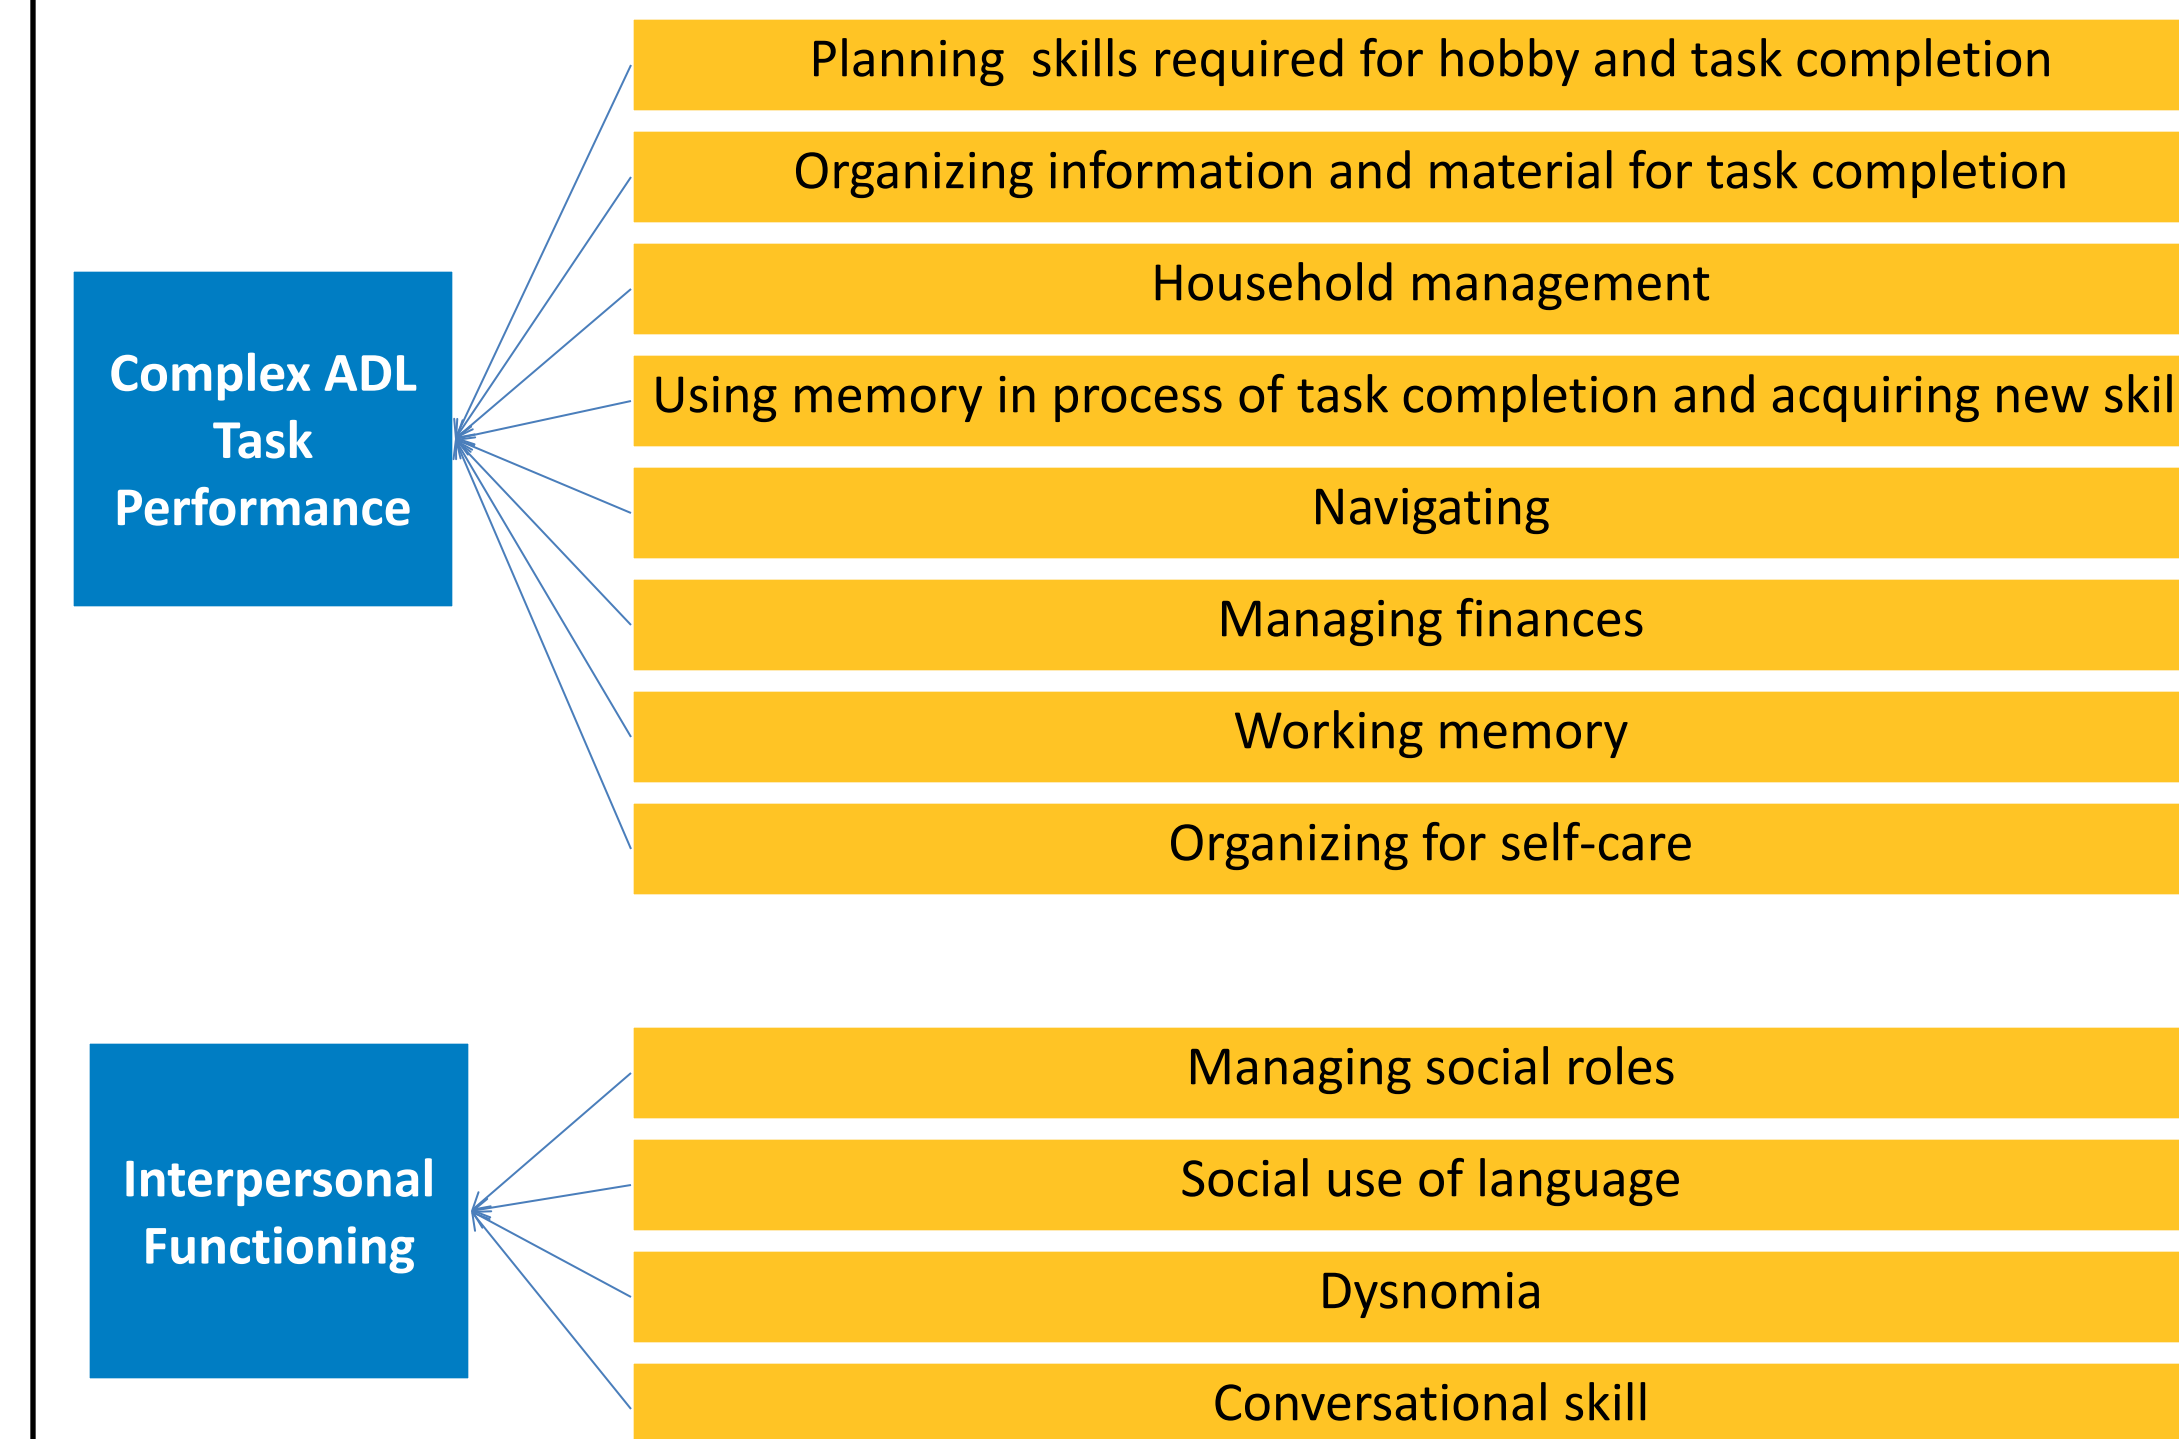 Planning  skills required for hobby and task completion
Organizing information and material for task completion
Household management
Complex ADL
Task
Performance
Using memory in process of task completion and acquiring new skil
Navigating
Managing finances
Working memory
Organizing for self-care
Interpersonal
Functioning
Managing social roles
Social use of language
Dysnomia
Conversational skill